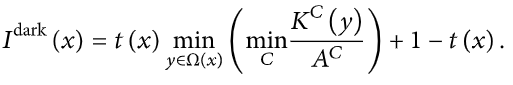 I^dark (x) = t (x) min_{y∈Ω(x)} ( min_C K^C (y) / A^C ) + 1 − t (x) .